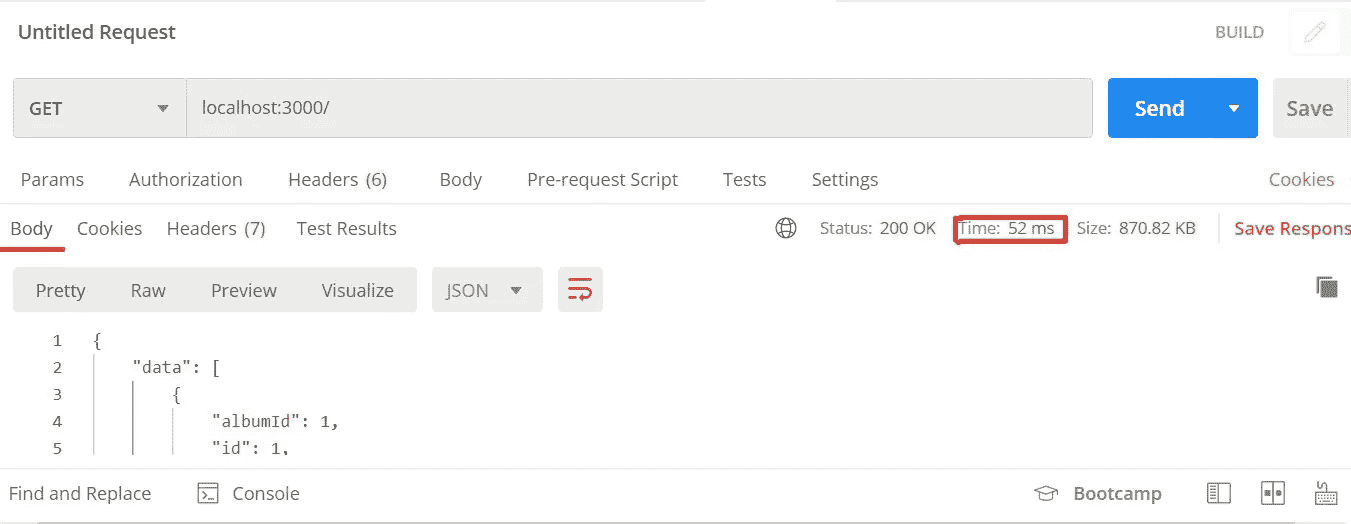 Untitled Request BUILD
GET localhost:3000/ Send Save
Params Authorization Headers (6) Body Pre-request Script Tests Settings Cookies
Body Cookies Headers (7) Test Results Status: 200 OK Time: 52 ms Size: 870.82 KB Save Respons
Pretty Raw Preview Visualize JSON
1 {
2 "data": [
3 {
4 "albumId": 1,
5 "id": 1,
Find and Replace Console Bootcamp